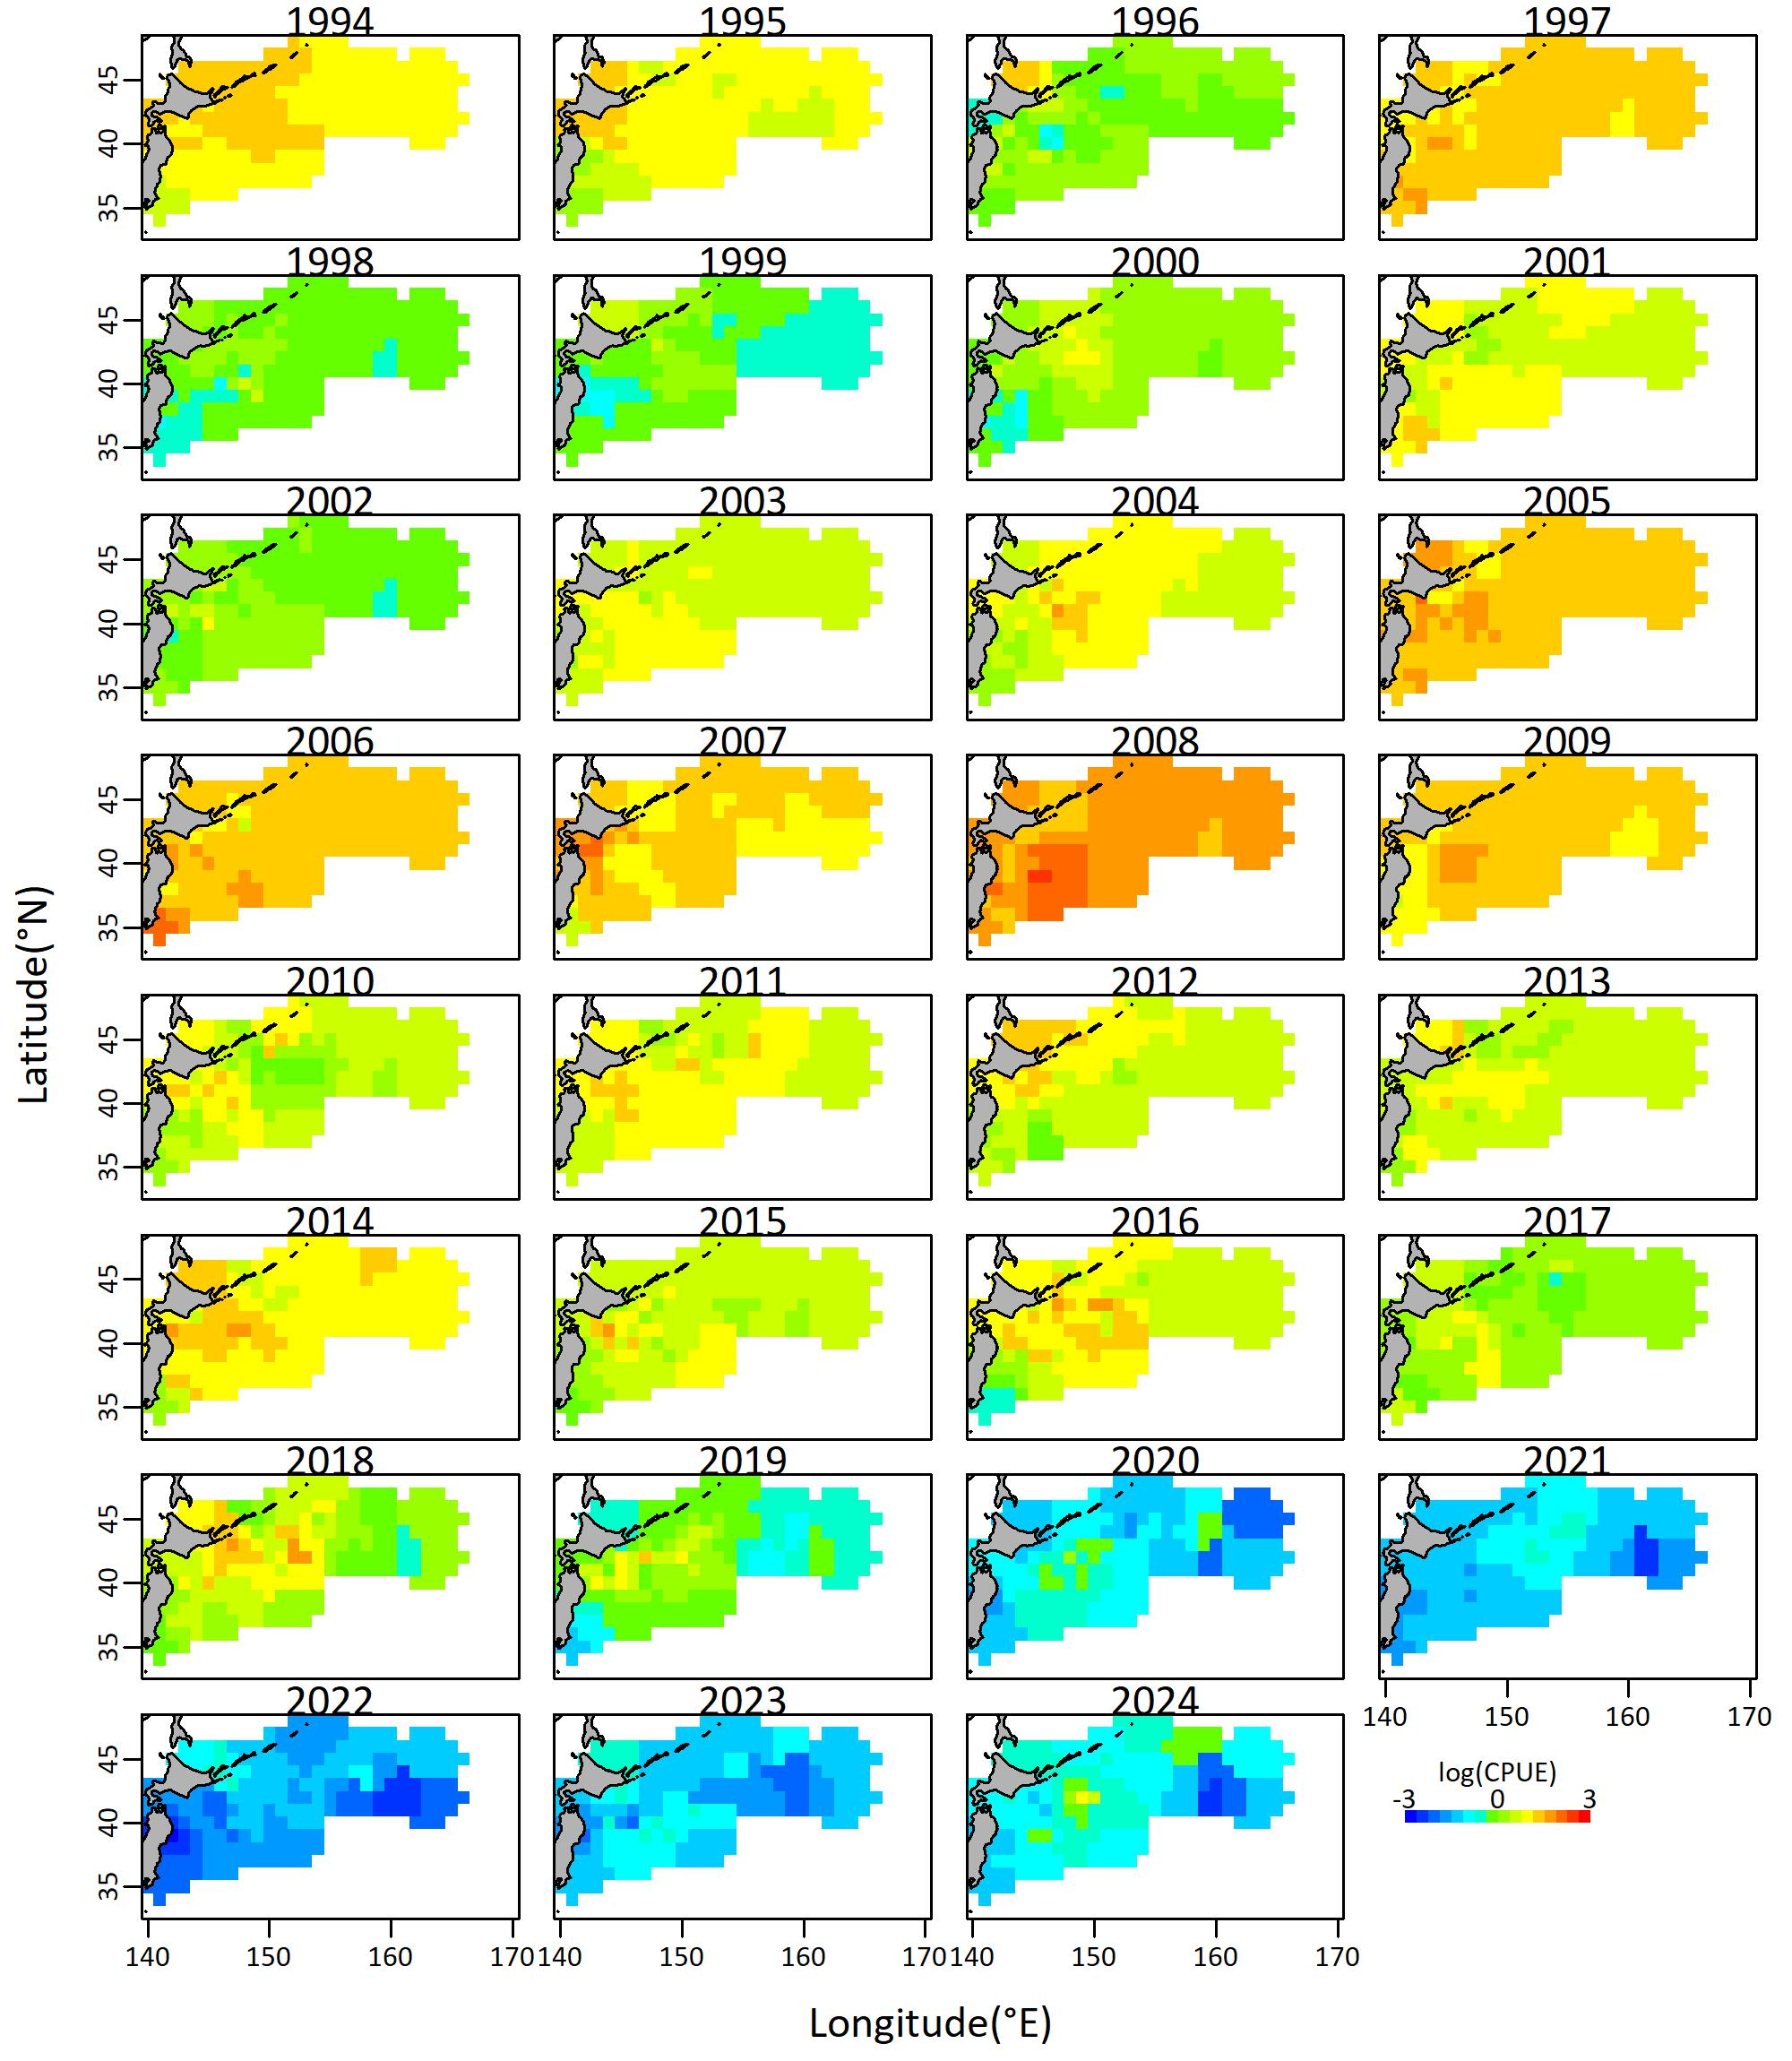 1994 1995 1996 1997
45
40
35
1998 1999 2000 2001
45
40
35
2002 2003 2004 2005
45
40
35
2006 2007 2008 2009
45
40
35
2010 2011 2012 2013
45
40
35
2014 2015 2016 2017
45
40
35
2018 2019 2020 2021
45
40
35
140 150 160 170
2022 2023 2024
45
40
35
log(CPUE)
-3 0 3
140 150 160 170 140 150 160 170 140 150 160 170
Latitude(°N)
Longitude(°E)